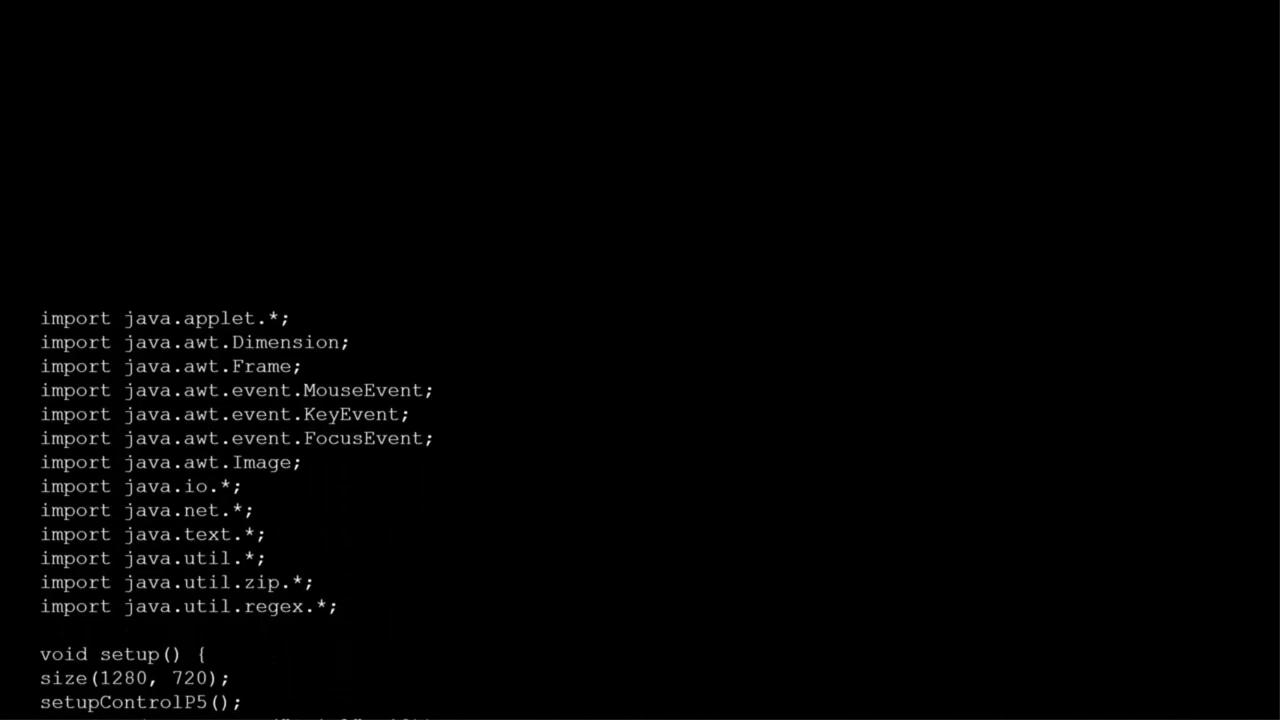 import java.applet.*;
import java.awt.Dimension;
import java.awt.Frame;
import java.awt.event.MouseEvent;
import java.awt.event.KeyEvent;
import java.awt.event.FocusEvent;
import java.awt.Image;
import java.io.*;
import java.net.*;
import java.text.*;
import java.util.*;
import java.util.zip.*;
import java.util.regex.*;
void setup() {
size(1280, 720);
setupControlP5();